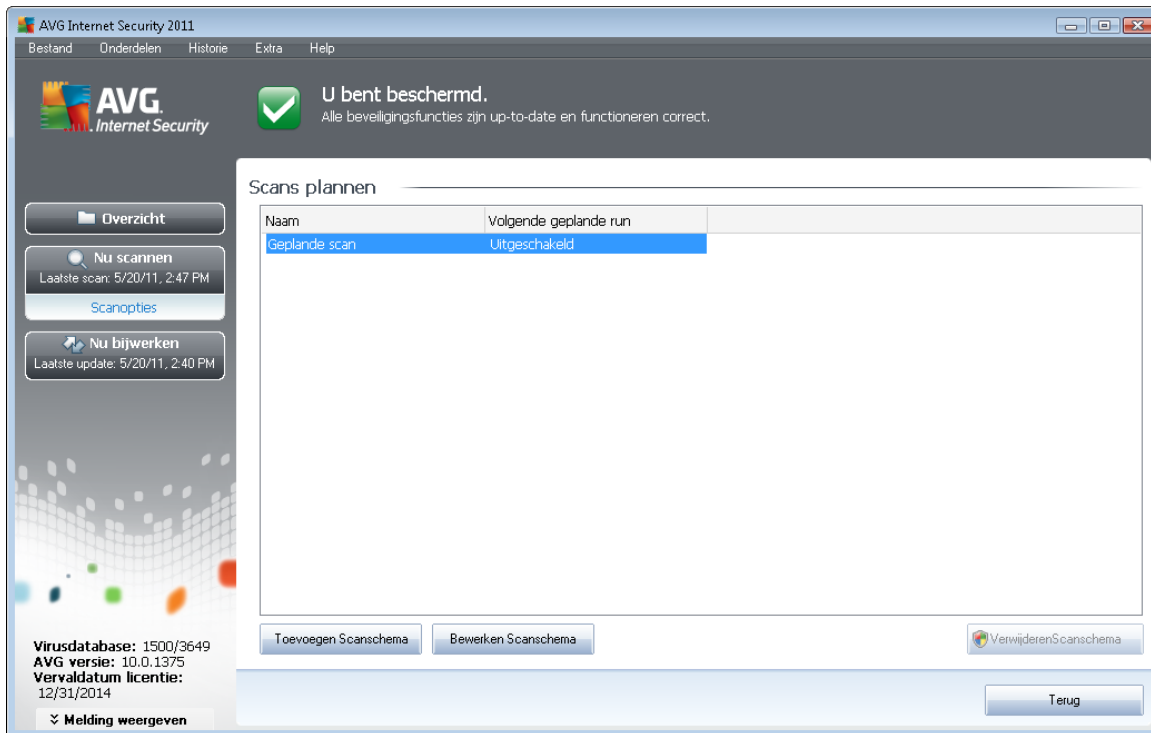 AVG Internet Security 2011
Bestand Onderdelen Historie Extra Help
AVG.
Internet Security
U bent beschermd.
Alle beveiligingsfuncties zijn up-to-date en functioneren correct.
Overzicht
Nu scannen
Laatste scan: 5/20/11, 2:47 PM
Scanopties
Nu bijwerken
Laatste update: 5/20/11, 2:40 PM
Virusdatabase: 1500/3649
AVG versie: 10.0.1375
Vervaldatum licentie:
12/31/2014
Melding weergeven
Scans plannen
Naam Volgende geplande run
Geplande scan Uitgeschakeld
Toevoegen Scanschema Bewerken Scanschema VerwijderenScanschema
Terug